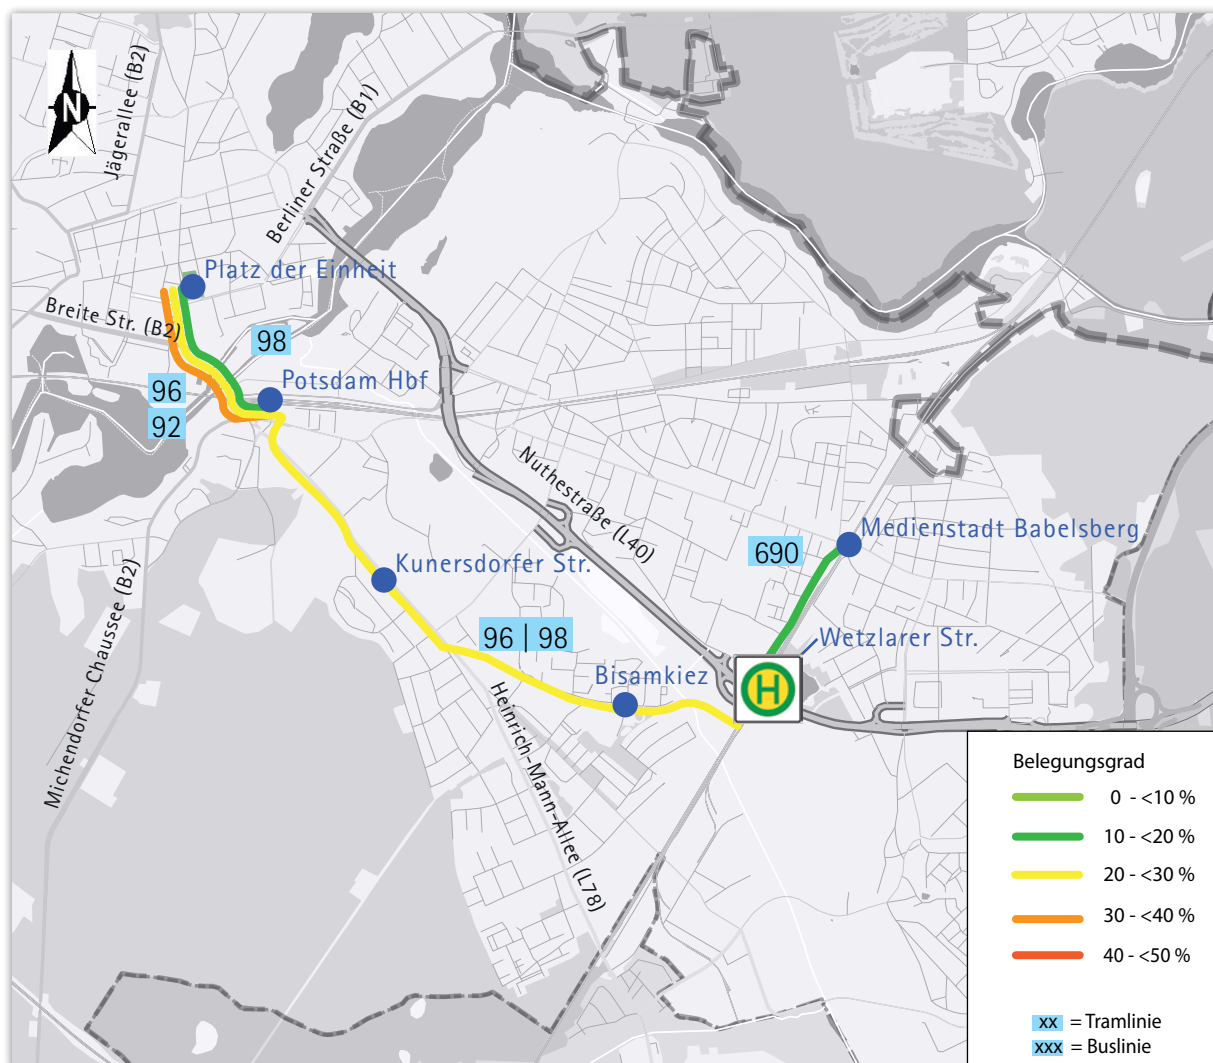 N
Jägerallee (B2)
Berliner Straße (B1)
Platz der Einheit
Breite Str. (B2)
98
96
Potsdam Hbf
92
Nuthestraße (L40)
Medienstadt Babelsberg
690
Kunersdorfer Str.
96 | 98
Wetzlarer Str.
Bisamkiez
H
Michendorfer Chaussee (B2)
Heinrich-Mann-Allee (L78)
Belegungsgrad
0 - <10 %
10 - <20 %
20 - <30 %
30 - <40 %
40 - <50 %
xx = Tramlinie
xxx = Buslinie